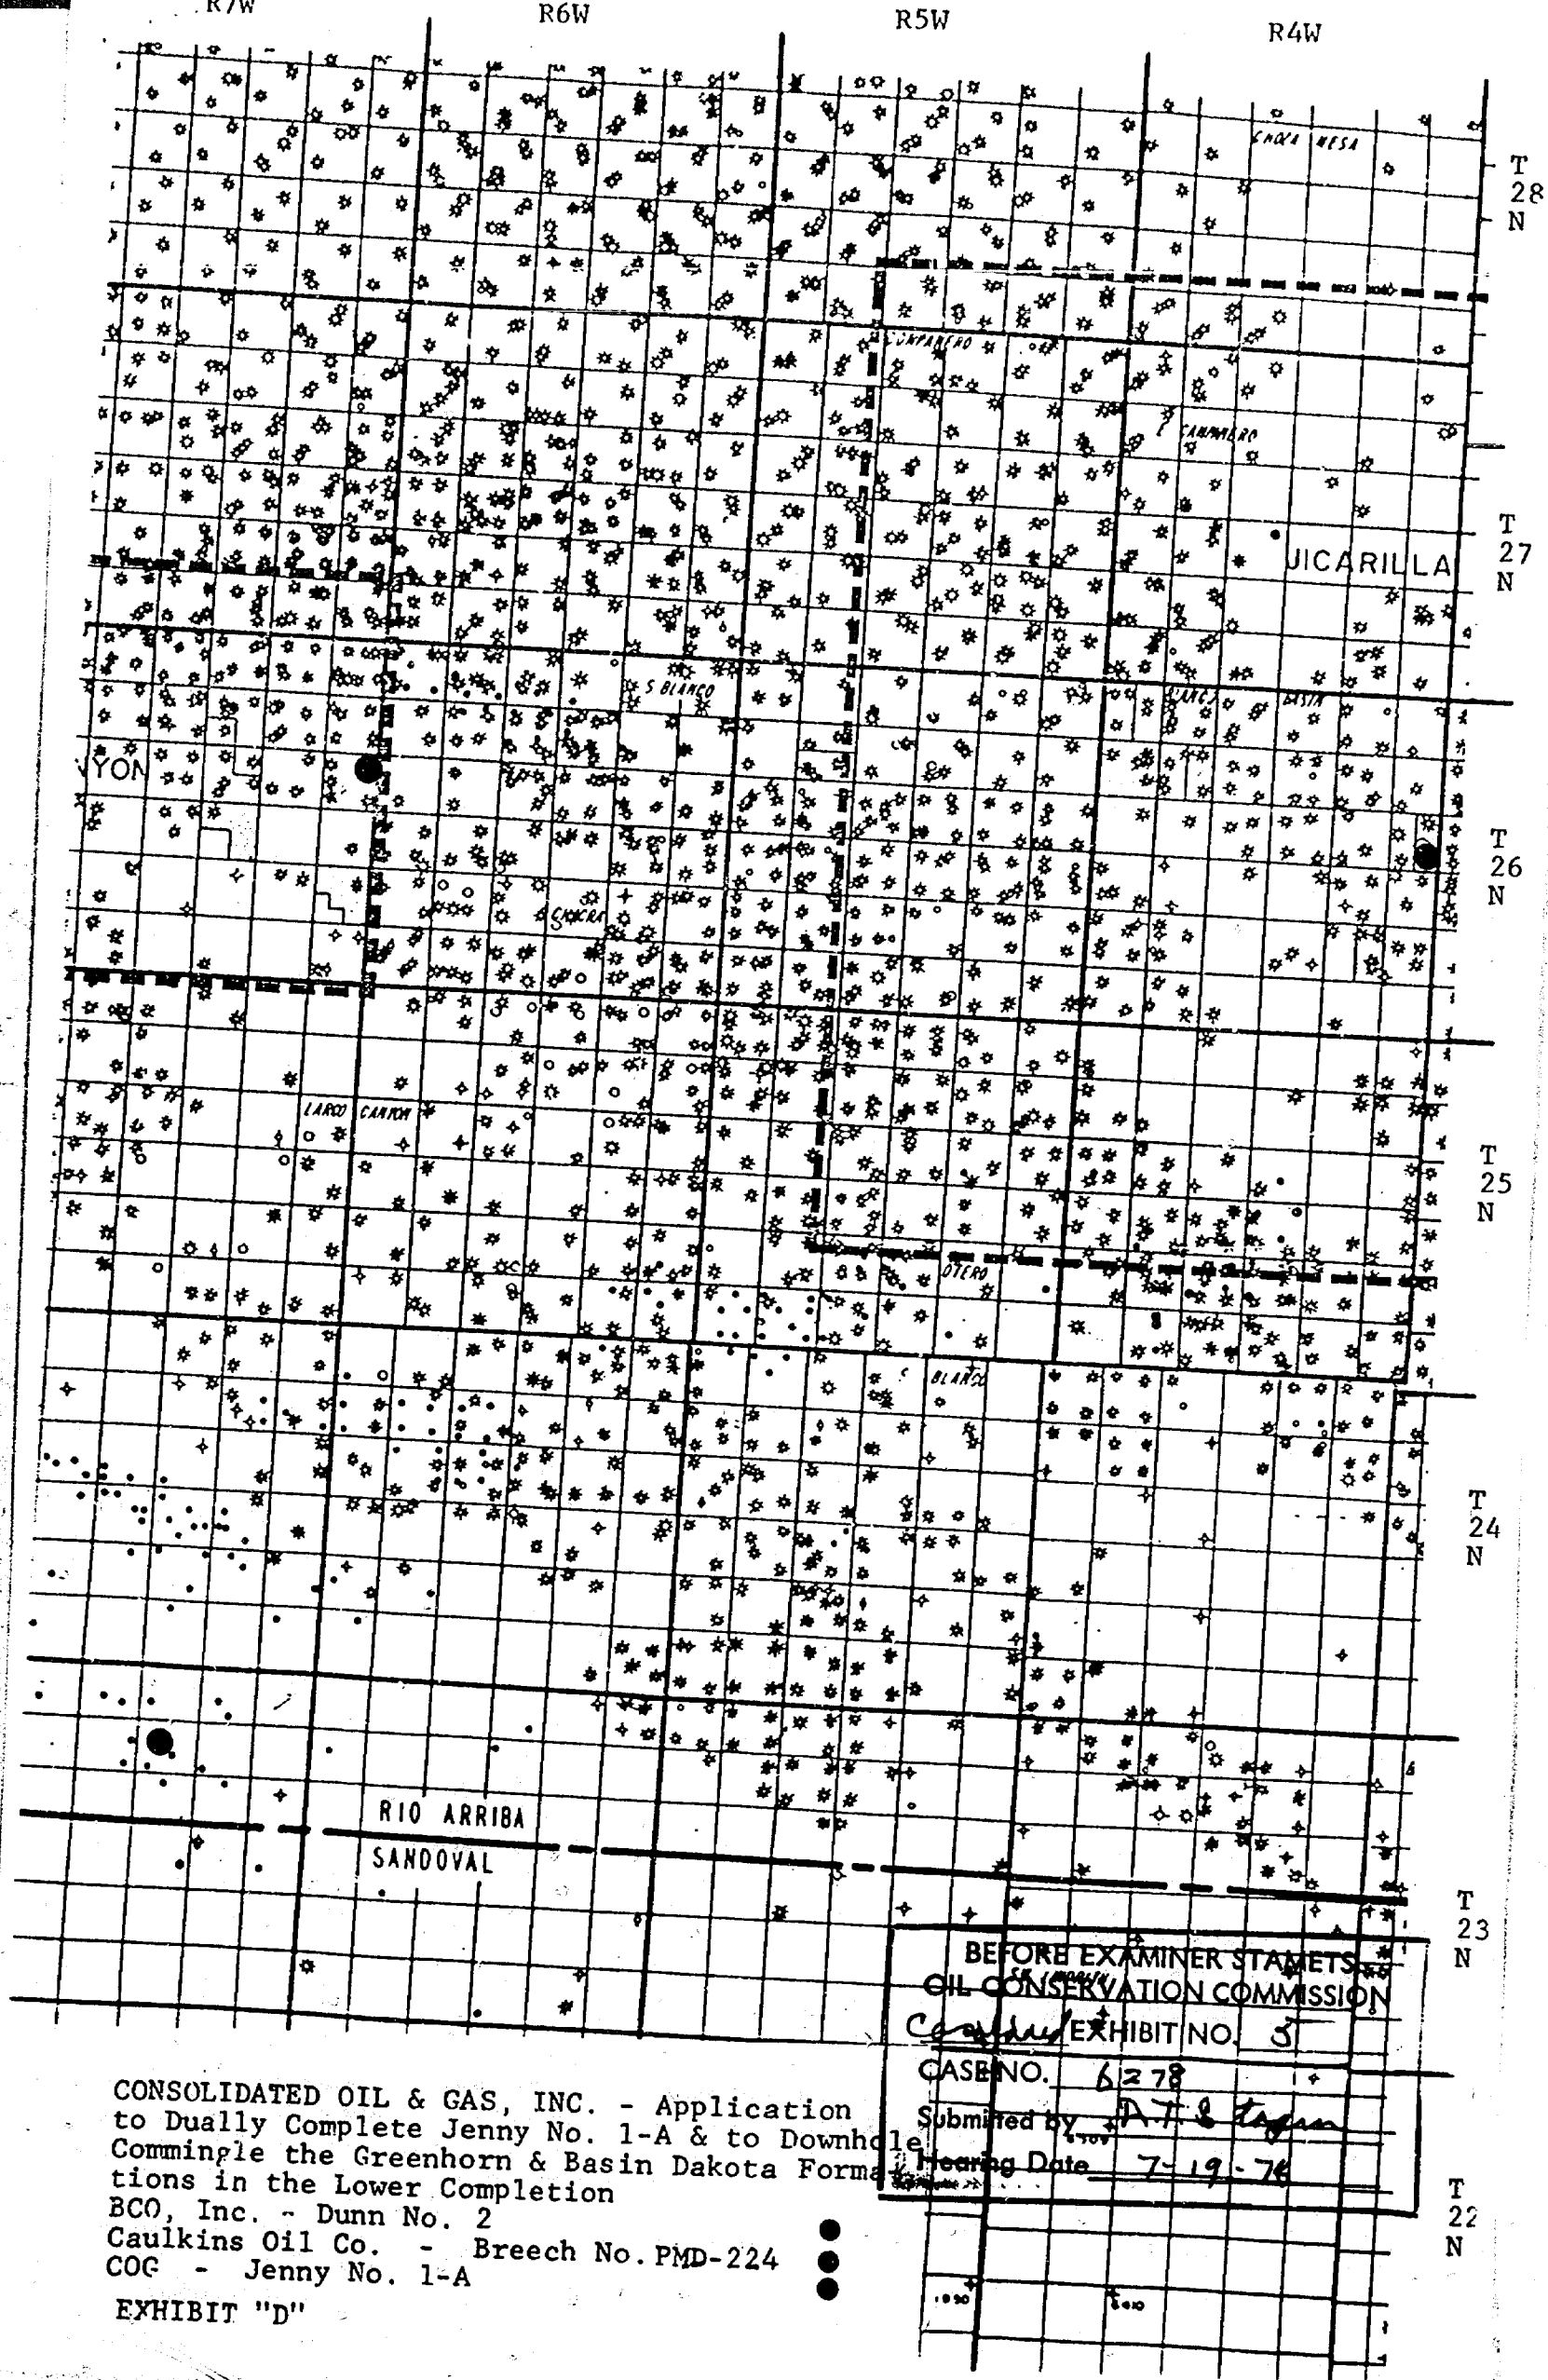 R7W
R6W
R5W
R4W
T
28
N
T
27
N
JICARILLA
S BLANCO
BASIN
YON
T
26
N
LARGO CANYON
T
25
N
OTERO
BLANCO
T
24
N
RIO ARRIBA
SANDOVAL
T
23
N
BEFORE EXAMINER STAMETS
OIL CONSERVATION COMMISSION
EXHIBIT NO. 5
CASE NO. 6278
Submitted by
Hearing Date 7-19-78
CONSOLIDATED OIL & GAS, INC. - Application
to Dually Complete Jenny No. 1-A & to Downhole
Commingle the Greenhorn & Basin Dakota Forma-
tions in the Lower Completion
BCO, Inc. - Dunn No. 2
Caulkins Oil Co. - Breech No. PMD-224
COG - Jenny No. 1-A
EXHIBIT "D"
T
22
N